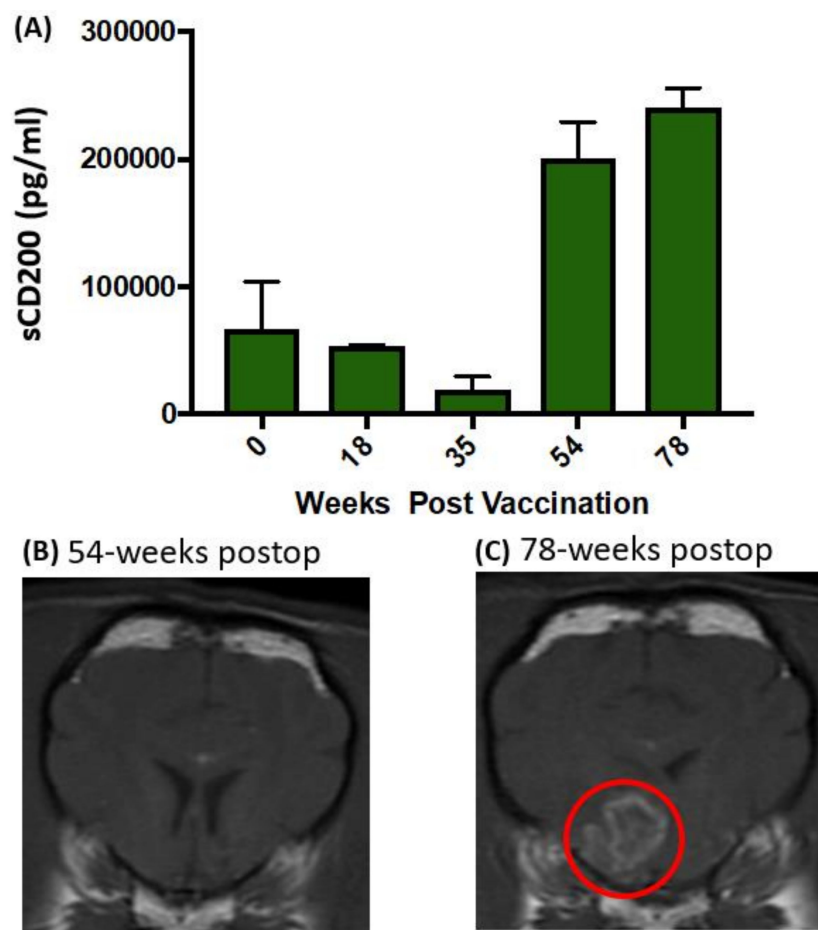 (A)
300000
200000
100000
0
sCD200 (pg/ml)
0 18 35 54 78
Weeks Post Vaccination
(B) 54-weeks postop
(C) 78-weeks postop